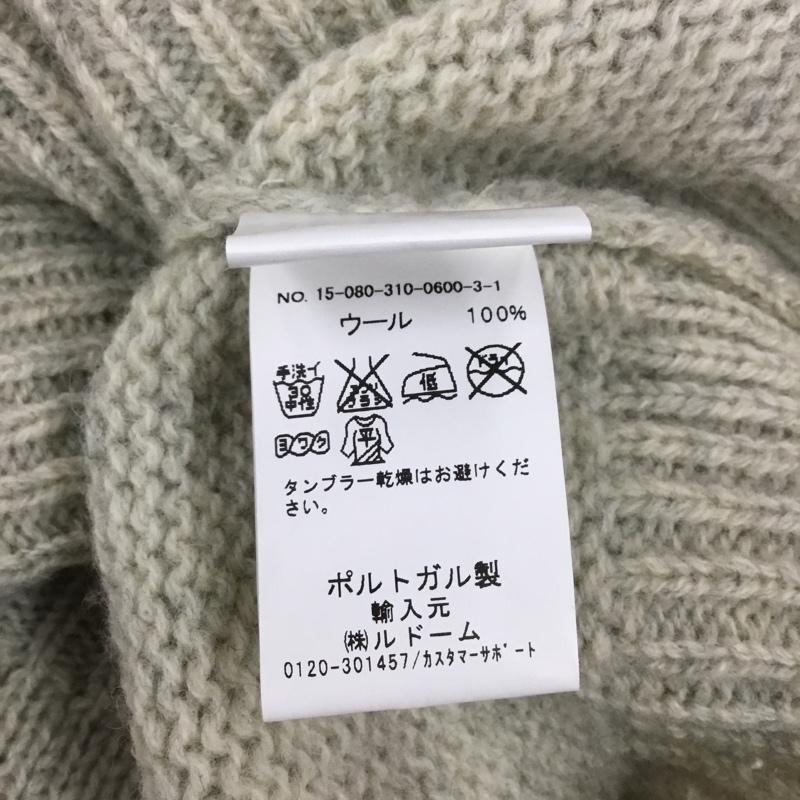 NO. 15-080-310-0600-3-1
ウール 100%
手洗イ 30 中性 エンソサラシ 低 ドライ
ヨワク 平
タンブラー乾燥はお避けくだ
さい。
ポルトガル製
輸入元
㈱ルドーム
0120-301457/カスタマーサポート